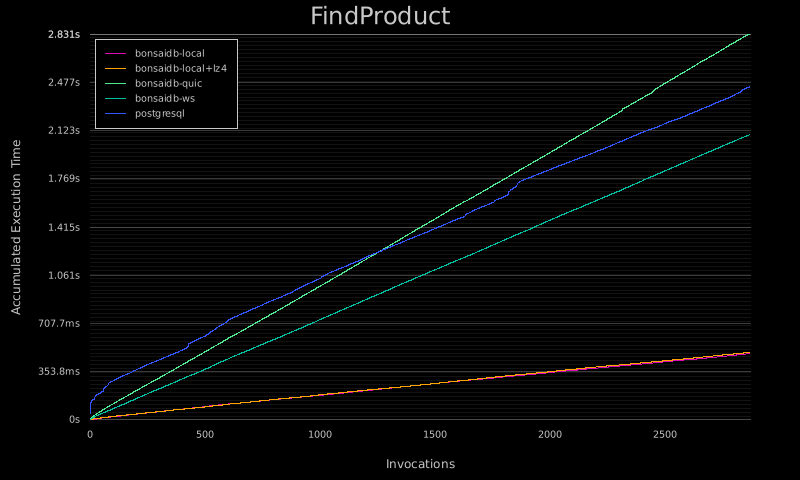 FindProduct
2.831s
2.477s
2.123s
1.769s
1.415s
1.061s
707.7ms
353.8ms
0s
bonsaidb-local
bonsaidb-local+lz4
bonsaidb-quic
bonsaidb-ws
postgresql
Accumulated Execution Time
0 500 1000 1500 2000 2500
Invocations